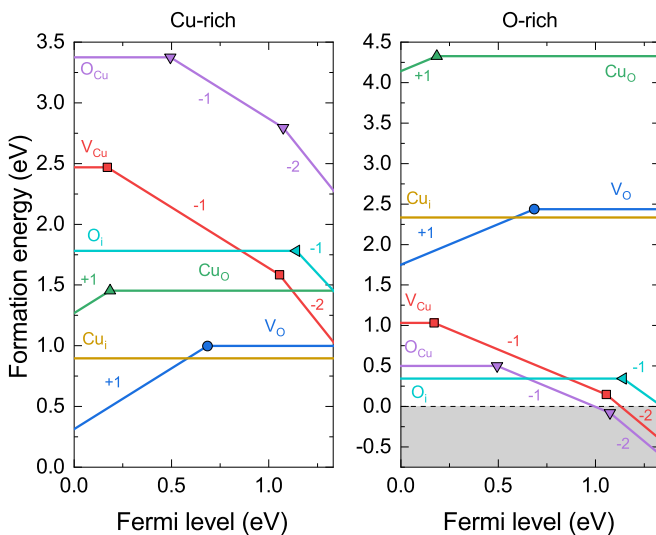 Cu-rich
O-rich
Formation energy (eV)
3.5
3.0
2.5
2.0
1.5
1.0
0.5
0.0
O_Cu
-1
-2
V_Cu
-1
O_i
-1
+1
Cu_O
-2
Cu_i
V_O
+1
0.0
0.5
1.0
Fermi level (eV)
4.5
4.0
3.5
3.0
2.5
2.0
1.5
1.0
0.5
0.0
-0.5
+1
Cu_O
Cu_i
V_O
+1
V_Cu
-1
O_Cu
-1
O_i
-1
-2
-2
0.0
0.5
1.0
Fermi level (eV)